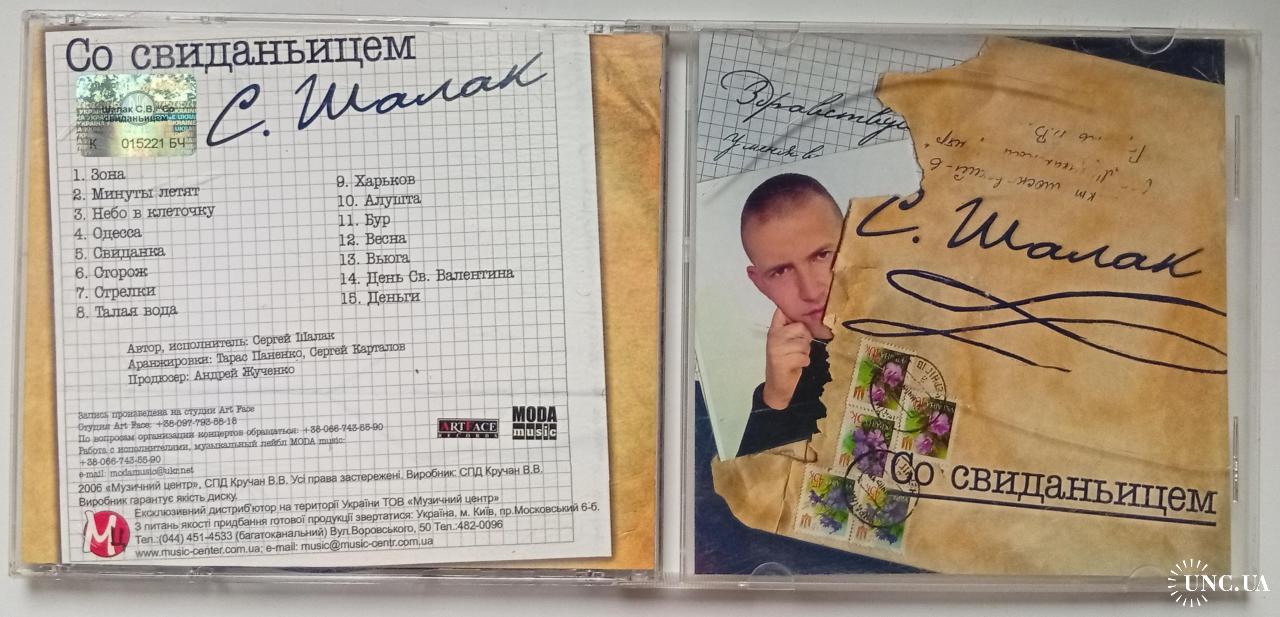 Со свиданьицем
С. Шалак
Шалак С.В. "Со
свиданьицем"
К 015221 БЧ
1. Зона
2. Минуты летят
3. Небо в клеточку
4. Одесса
5. Свиданка
6. Сторож
7. Стрелки
8. Талая вода
9. Харьков
10. Алушта
11. Бур
12. Весна
13. Вьюга
14. День Св. Валентина
15. Деньги
Автор, исполнитель: Сергей Шалак
Аранжировки: Тарас Паненко, Сергей Карталов
Продюсер: Андрей Жученко
Запись произведена на студии Art Face
Студия Art Face: +38-097-793-88-18
По вопросам организации концертов обращаться: +38-066-743-55-90
Работа с исполнителями, музыкальный лейбл MODA music:
+38-066-743-55-90
e-mail: modamusic@ukr.net
ARTFACE
RECORDS
MODA
music
2006 «Музичний центр», СПД Кручан В.В. Усі права застережені. Виробник: СПД Кручан В.В.
Виробник гарантує якість диску.
Ексклюзивний дистриб'ютор на території України ТОВ «Музичний центр»
З питань якості придбання готової продукції звертатися: Україна, м. Київ, пр.Московський 6-б.
Тел.:(044) 451-4533 (багатоканальний) Вул.Воровського, 50 Тел.:482-0096
www.music-center.com.ua; e-mail: music@music-centr.com.ua
Мц
Здравствуй
С. Шалак
Со свиданьицем
UNC.UA